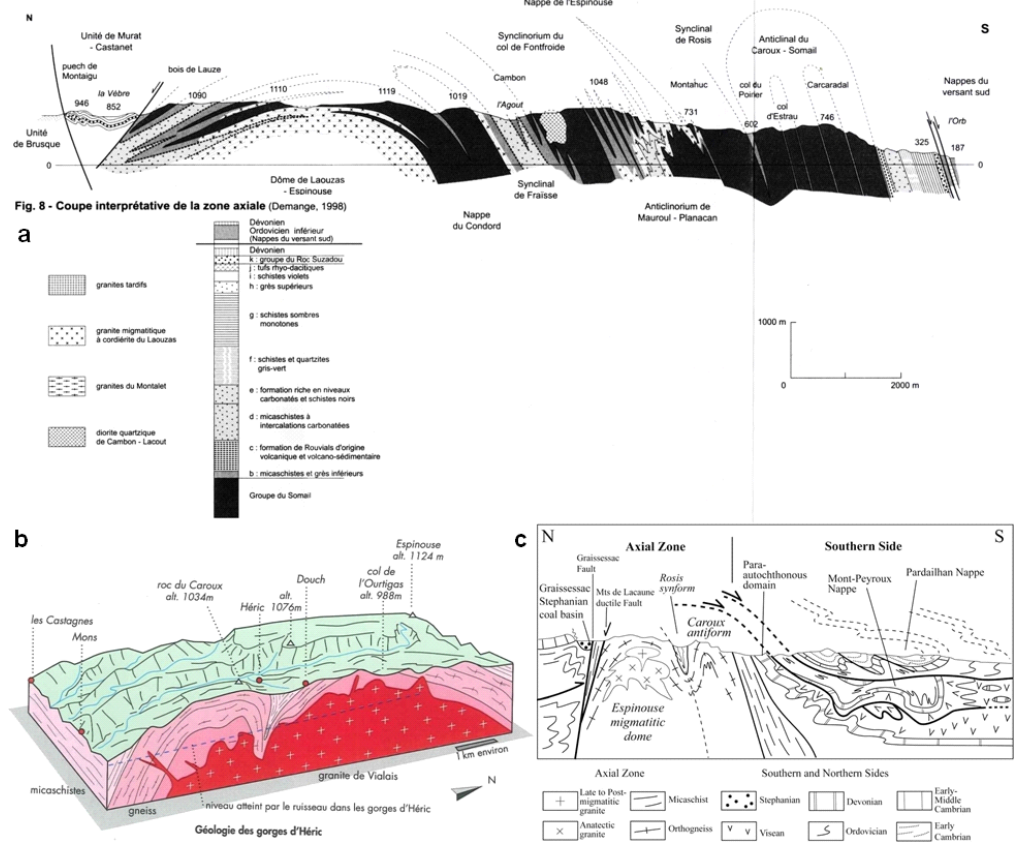 Nappe de l'Espinouse
N
S
Unité de Murat
- Castanet
Synclinorium du
col de Fontfroide
Synclinal
de Rosis
Anticlinal du
Caroux - Somail
puech de
Montaigu
bois de Lauze
la Vèbre
Cambon
1048
Montahuc
col du
Poirier
Carcaradal
Nappes du
versant sud
946
852
1090
1110
1119
1019
l'Agout
731
602
col
d'Estrau
746
l'Orb
325
187
Unité
de Brusque
0
0
Dôme de Laouzas
- Espinouse
Synclinal
de Fraïsse
Nappe
du Condord
Anticlinorium de
Mauroul - Planacan
Fig. 8 - Coupe interprétative de la zone axiale (Demange, 1998)
a
Dévonien
Ordovicien inférieur
(Nappes du versant sud)
Dévonien
k : groupe du Roc Suzadou
j : tufs rhyo-dacitiques
i : schistes violets
h : grès supérieurs
g : schistes sombres
monotones
f : schistes et quartzites
gris-vert
e : formation riche en niveaux
carbonatés et schistes noirs
d : micaschistes à
intercalations carbonatées
c : formation de Rouvials d'origine
volcanique et volcano-sédimentaire
b : micaschistes et grès inférieurs
Groupe du Somail
granites tardifs
granite migmatitique
à cordiérite du Laouzas
granites du Montalet
diorite quartzique
de Cambon - Lacout
1000 m
0
2000 m
b
Espinouse
alt. 1124 m
roc du Caroux
alt. 1034m
Héric
alt.
1076m
Douch
col de
l'Ourtigas
alt. 988m
les Castagnes
Mons
1 km environ
N
micaschistes
gneiss
granite de Vialais
niveau atteint par le ruisseau dans les gorges d'Héric
Géologie des gorges d'Héric
c
N
S
Axial Zone
Southern Side
Graissessac
Fault
Graissessac
Stephanian
coal basin
Mts de Lacaune
ductile Fault
Rosis
synform
Caroux
antiform
Para-
autochthonous
domain
Mont-Peyroux
Nappe
Pardailhan Nappe
Espinouse
migmatitic
dome
Axial Zone
Southern and Northern Sides
Late to Post-
migmatitic
granite
Micaschist
Stephanian
Devonian
Early-
Middle
Cambrian
Anatectic
granite
Orthogneiss
Visean
Ordovician
Early
Cambrian